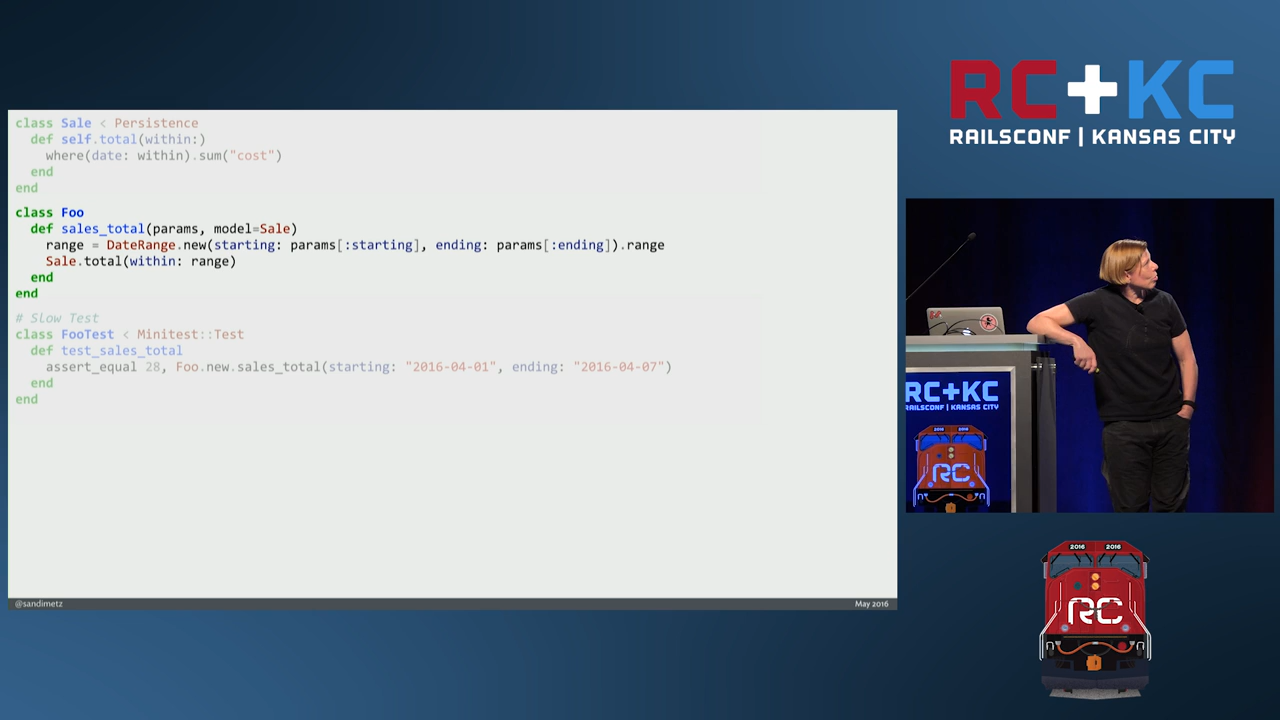 class Sale < Persistence
def self.total(within:)
where(date: within).sum("cost")
end
end
class Foo
def sales_total(params, model=Sale)
range = DateRange.new(starting: params[:starting], ending: params[:ending]).range
Sale.total(within: range)
end
end
# Slow Test
class FooTest < Minitest::Test
def test_sales_total
assert_equal 28, Foo.new.sales_total(starting: "2016-04-01", ending: "2016-04-07")
end
end
@sandimetz
May 2016
RC+KC
RAILSCONF | KANSAS CITY
RC+KC
RAILSCONF | KANSAS CITY
RC
2016
2016
RC